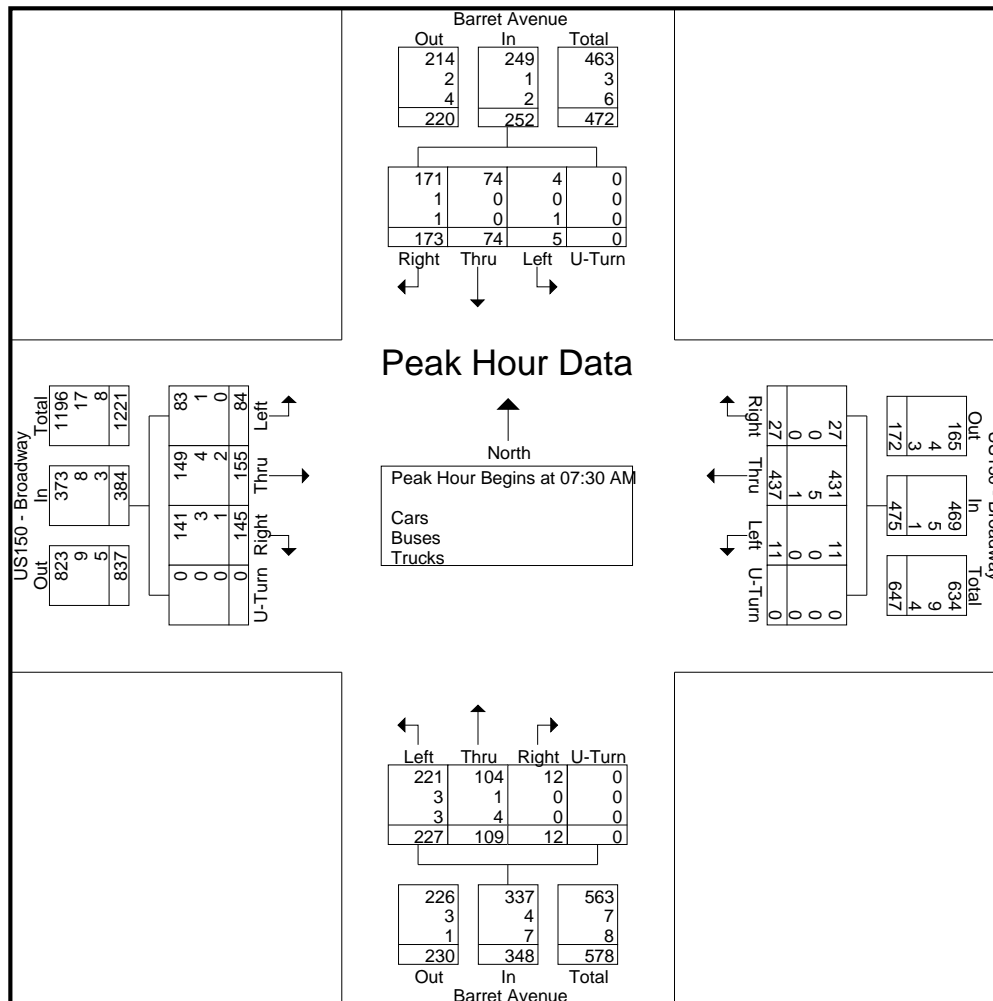 Barret Avenue
Out In Total
214 249 463
2 1 3
4 2 6
220 252 472
171 74 4 0
1 0 0 0
1 0 1 0
173 74 5 0
Right Thru Left U-Turn
Peak Hour Data
North
Peak Hour Begins at 07:30 AM
Cars
Buses
Trucks
US150 - Broadway
Total In Out
1196 373 823
17 8 9
8 3 5
1221 384 837
83 149 141 0
1 4 3 0
0 2 1 0
84 155 145 0
Left Thru Right U-Turn
US150 - Broadway
Out In Total
165 469 634
4 5 9
3 1 4
172 475 647
27 431 11 0
0 5 0 0
0 1 0 0
27 437 11 0
Right Thru Left U-Turn
Left Thru Right U-Turn
221 104 12 0
3 1 0 0
3 4 0 0
227 109 12 0
226 337 563
3 4 7
1 7 8
230 348 578
Out In Total
Barret Avenue